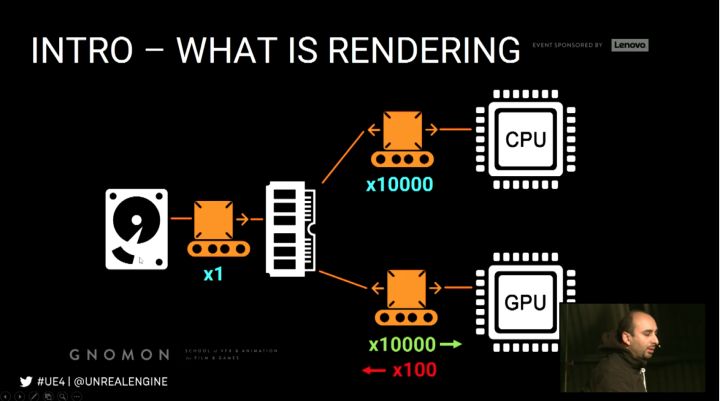 INTRO – WHAT IS RENDERING
EVENT SPONSORED BY Lenovo
CPU
x10000
x1
GPU
x10000
x100
GNOMON SCHOOL of VFX & ANIMATION
for FILM & GAMES
#UE4 | @UNREALENGINE